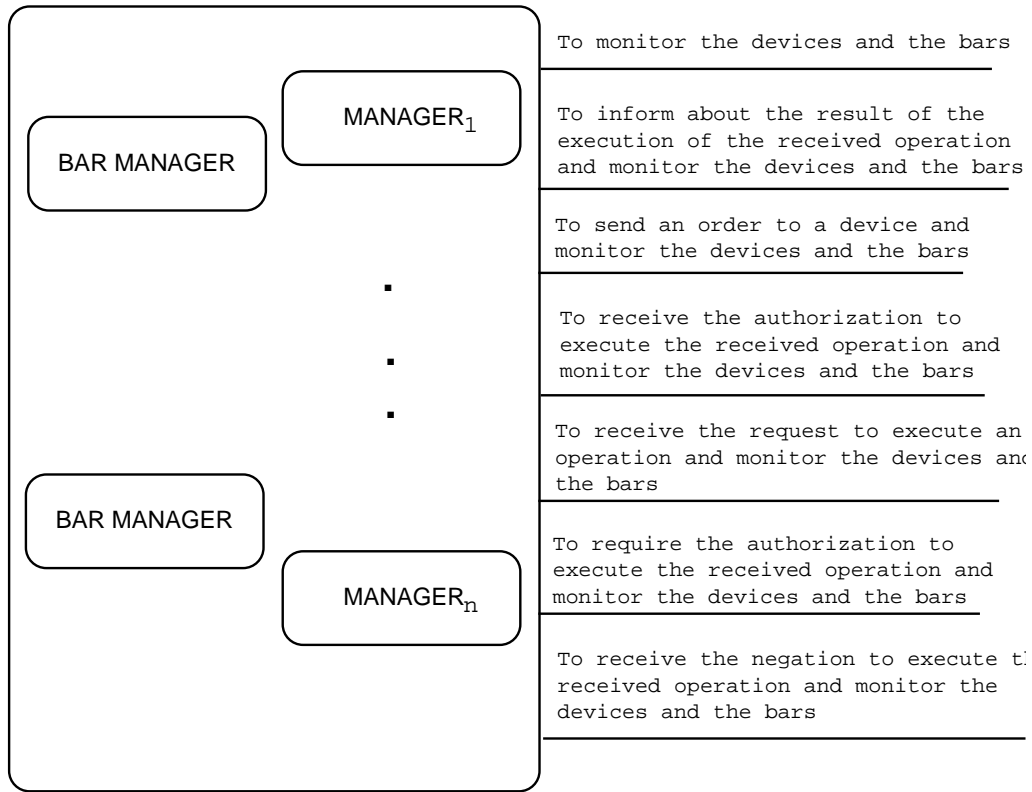 To monitor the devices and the bars
MANAGER1
BAR MANAGER
To inform about the result of the
execution of the received operation
and monitor the devices and the bars
To send an order to a device and
monitor the devices and the bars
To receive the authorization to
execute the received operation and
monitor the devices and the bars
To receive the request to execute an
operation and monitor the devices
the bars
BAR MANAGER
MANAGERn
To require the authorization to
execute the received operation and
monitor the devices and the bars
To receive the negation to execute
received operation and monitor the
devices and the bars